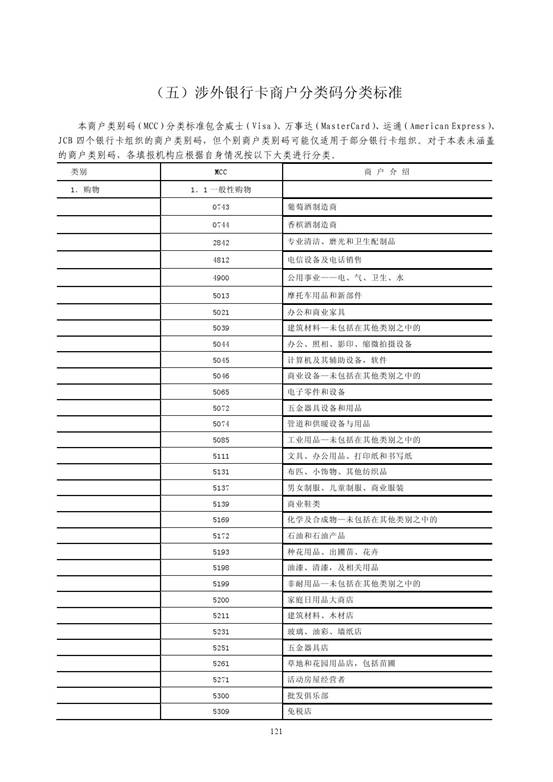 （五）涉外银行卡商户分类码分类标准
本商户类别码(MCC)分类标准包含威士(Visa)、万事达(MasterCard)、运通(American Express)、
JCB 四个银行卡组织的商户类别码，但个别商户类别码可能仅适用于部分银行卡组织。对于本表未涵盖
的商户类别码、各填报机构应根据自身情况按以下大类进行分类。
类别 MCC 商 户 介 绍
1. 购物 1. 1 一般性购物
0743 葡萄酒制造商
0744 香槟酒制造商
2842 专业清洁、磨光和卫生配制品
4812 电信设备及电话销售
4900 公用事业——电、气、卫生、水
5013 摩托车用品和新部件
5021 办公和商业家具
5039 建筑材料—未包括在其他类别之中的
5044 办公、照相、影印、缩微拍摄设备
5045 计算机及其辅助设备，软件
5046 商业设备—未包括在其他类别之中的
5065 电子零件和设备
5072 五金器具设备和用品
5074 管道和供暖设备与用品
5085 工业用品—未包括在其他类别之中的
5111 文具、办公用品、打印纸和书写纸
5131 布匹、小饰物、其他纺织品
5137 男女制服、儿童制服、商业服装
5139 商业鞋类
5169 化学及合成物—未包括在其他类别之中的
5172 石油和石油产品
5193 种花用品、出圃苗、花卉
5198 油漆、清漆，及相关用品
5199 非耐用品—未包括在其他类别之中的
5200 家庭日用品大商店
5211 建筑材料、木材店
5231 玻璃、油彩、墙纸店
5251 五金器具店
5261 草地和花园用品店，包括苗圃
5271 活动房屋经营者
5300 批发俱乐部
5309 免税店
121